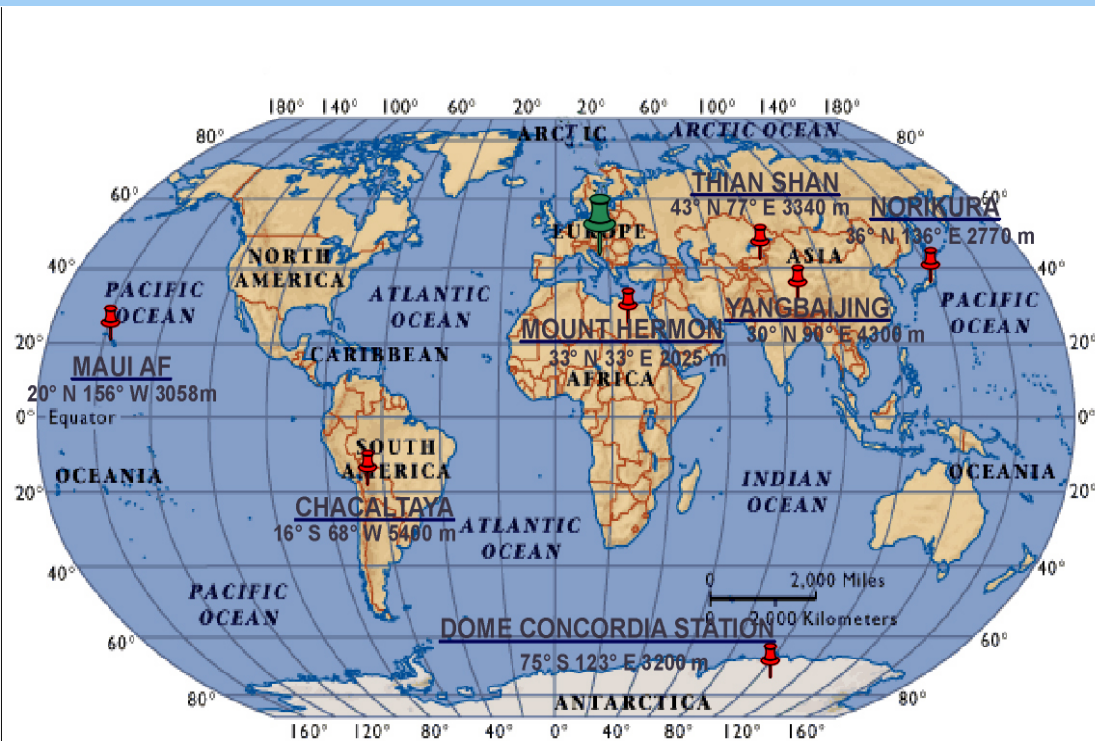 180° 140° 100° 60° 20° 20° 60° 100° 140° 180°
80° ARCTIC ARCTIC OCEAN 80°
60° THIAN SHAN 60°
43° N 77° E 3340 m NORIKURA
EUROPE 36° N 136° E 2770 m
NORTH AMERICA
ASIA
40° 40°
PACIFIC OCEAN
ATLANTIC OCEAN
YANGBAIJING
30° N 90° E 4300 m
PACIFIC OCEAN
MOUNT HERMON
33° N 33° E 2025 m
20° CARIBBEAN 20°
MAUI AF
20° N 156° W 3058m
AFRICA
0° Equator 0°
SOUTH AMERICA
OCEANIA
INDIAN OCEAN
OCEANIA
20° 20°
CHACALTAYA
16° S 68° W 5400 m
ATLANTIC OCEAN
40° 40°
PACIFIC OCEAN
0 2,000 Miles
0 2,000 Kilometers
DOME CONCORDIA STATION
75° S 123° E 3200 m
60°
80° ANTARCTICA 80°
160° 120° 80° 40° 0° 40° 80° 120° 160°